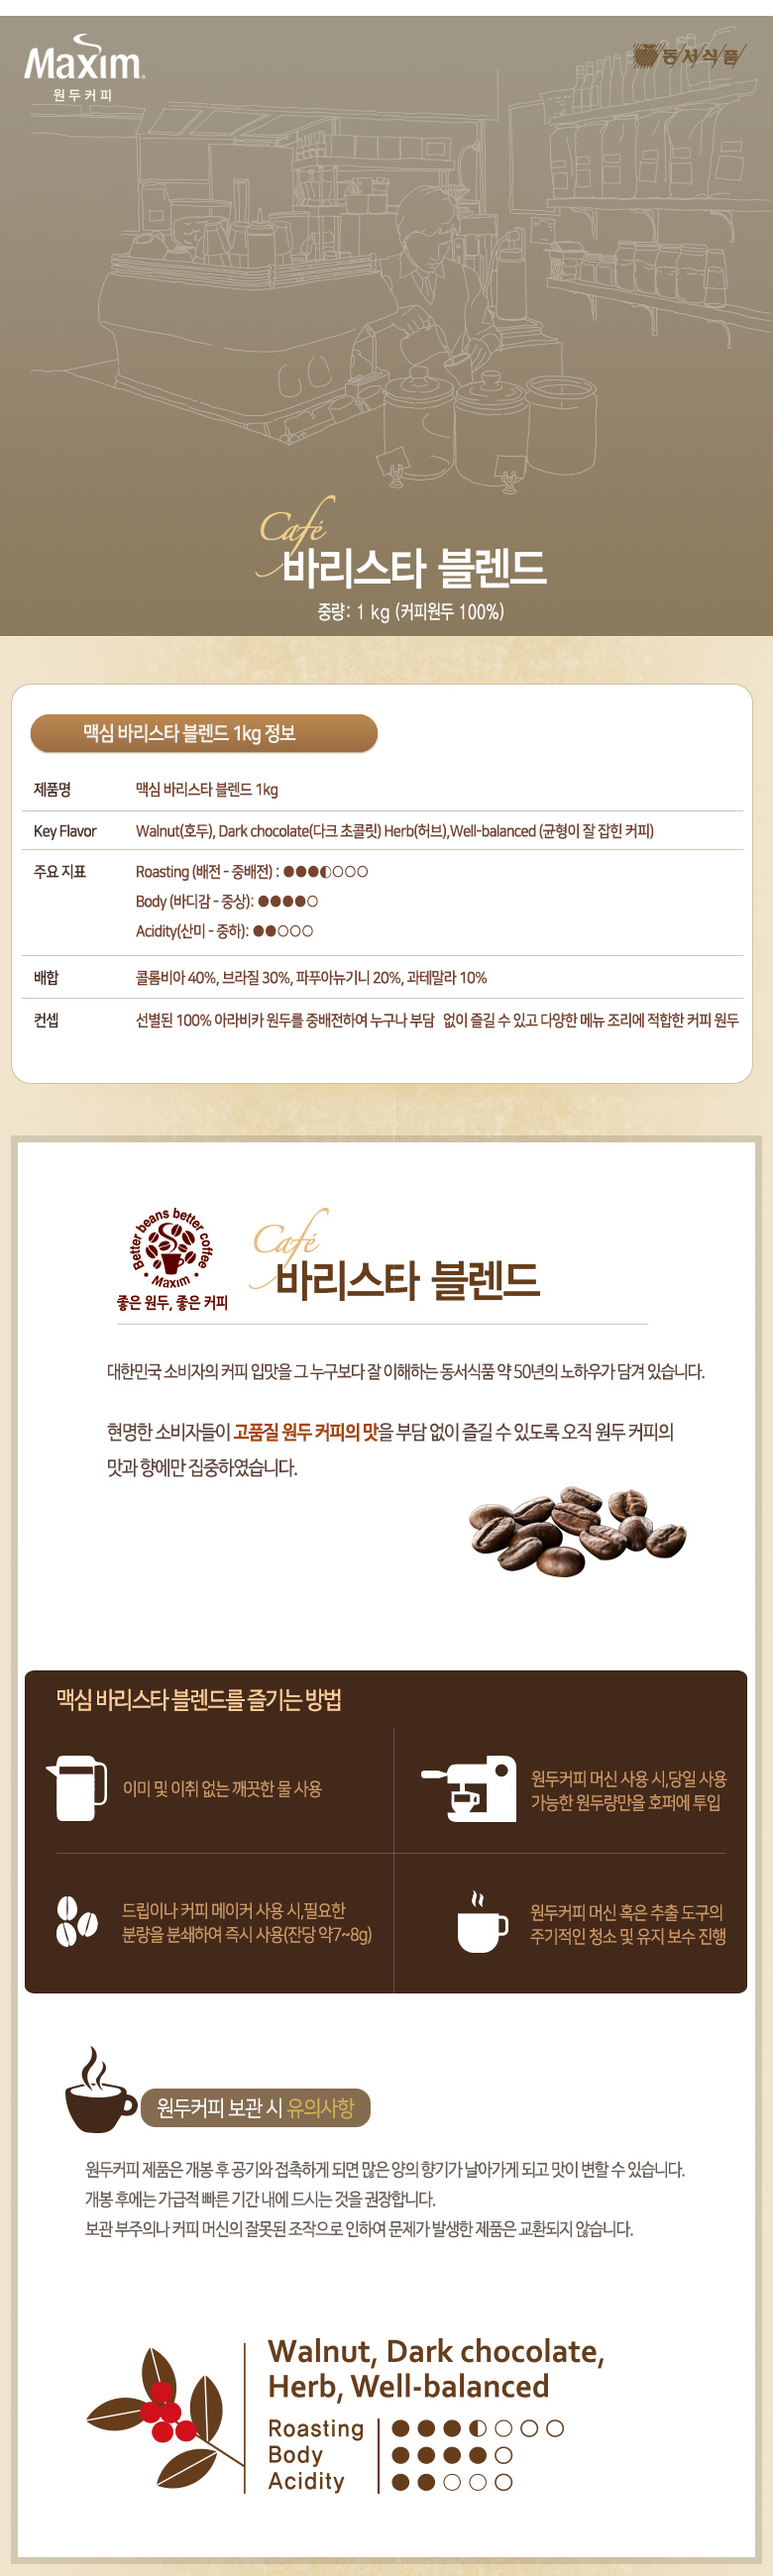 Maxim
원두커피
동서식품
Café
바리스타 블렌드
중량: 1 kg (커피원두 100%)
맥심 바리스타 블렌드 1kg 정보
제품명 맥심 바리스타 블렌드 1kg
Key Flavor Walnut(호두), Dark chocolate(다크 초콜릿) Herb(허브),Well-balanced (균형이 잘 잡힌 커피)
주요 지표 Roasting (배전 - 중배전) : ●●●◐○○○
Body (바디감 - 중상): ●●●●○
Acidity(산미 - 중하): ●●○○○
배합 콜롬비아 40%, 브라질 30%, 파푸아뉴기니 20%, 과테말라 10%
컨셉 선별된 100% 아라비카 원두를 중배전하여 누구나 부담 없이 즐길 수 있고 다양한 메뉴 조리에 적합한 커피 원두
Better beans better coffee
Maxim
좋은 원두, 좋은 커피
Café
바리스타 블렌드
대한민국 소비자의 커피 입맛을 그 누구보다 잘 이해하는 동서식품 약 50년의 노하우가 담겨 있습니다.
현명한 소비자들이 고품질 원두 커피의 맛을 부담 없이 즐길 수 있도록 오직 원두 커피의
맛과 향에만 집중하였습니다.
맥심 바리스타 블렌드를 즐기는 방법
이미 및 이취 없는 깨끗한 물 사용
원두커피 머신 사용 시,당일 사용
가능한 원두량만을 호퍼에 투입
드립이나 커피 메이커 사용 시,필요한
분량을 분쇄하여 즉시 사용(잔당 약7~8g)
원두커피 머신 혹은 추출 도구의
주기적인 청소 및 유지 보수 진행
원두커피 보관 시 유의사항
원두커피 제품은 개봉 후 공기와 접촉하게 되면 많은 양의 향기가 날아가게 되고 맛이 변할 수 있습니다.
개봉 후에는 가급적 빠른 기간 내에 드시는 것을 권장합니다.
보관 부주의나 커피 머신의 잘못된 조작으로 인하여 문제가 발생한 제품은 교환되지 않습니다.
Walnut, Dark chocolate,
Herb, Well-balanced
Roasting ●●●◐○○○
Body ●●●●○
Acidity ●●○○○